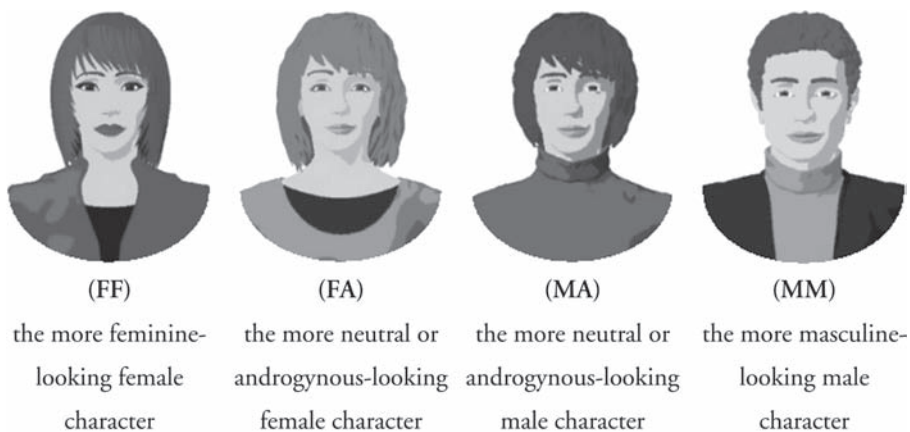 (FF)
the more feminine-
looking female
character
(FA)
the more neutral or
androgynous-looking
female character
(MA)
the more neutral or
androgynous-looking
male character
(MM)
the more masculine-
looking male
character